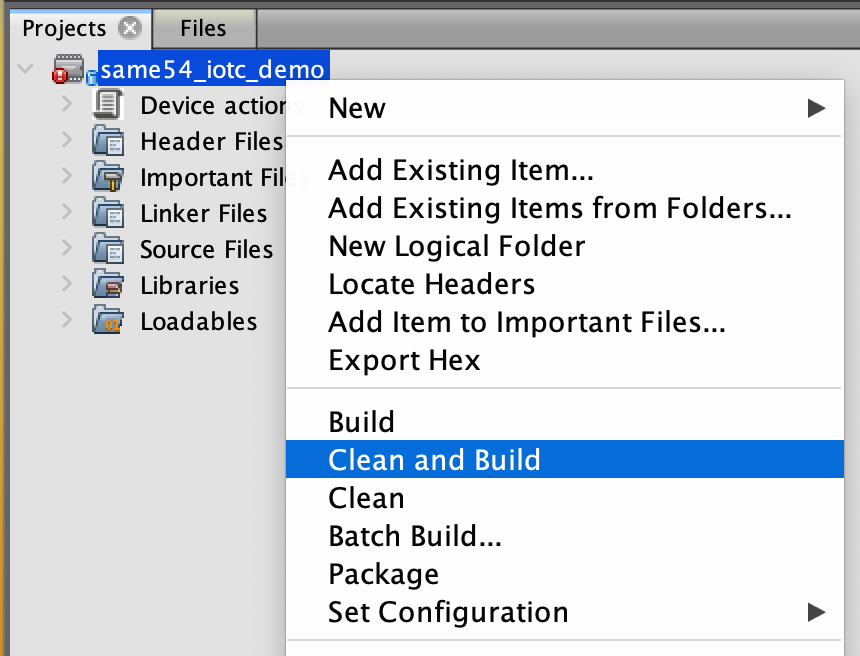 Projects
Files
same54_iotc_demo
Device actions
Header Files
Important Files
Linker Files
Source Files
Libraries
Loadables
New
Add Existing Item...
Add Existing Items from Folders...
New Logical Folder
Locate Headers
Add Item to Important Files...
Export Hex
Build
Clean and Build
Clean
Batch Build...
Package
Set Configuration